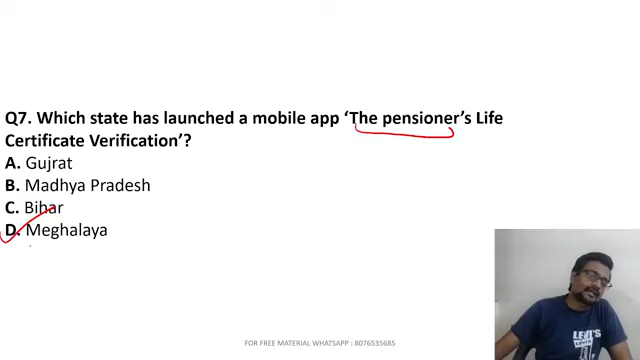 Q7. Which state has launched a mobile app ‘The pensioner’s Life
Certificate Verification’?
A. Gujrat
B. Madhya Pradesh
C. Bihar
D. Meghalaya
LEVI'S
FOR FREE MATERIAL WHATSAPP : 8076535685